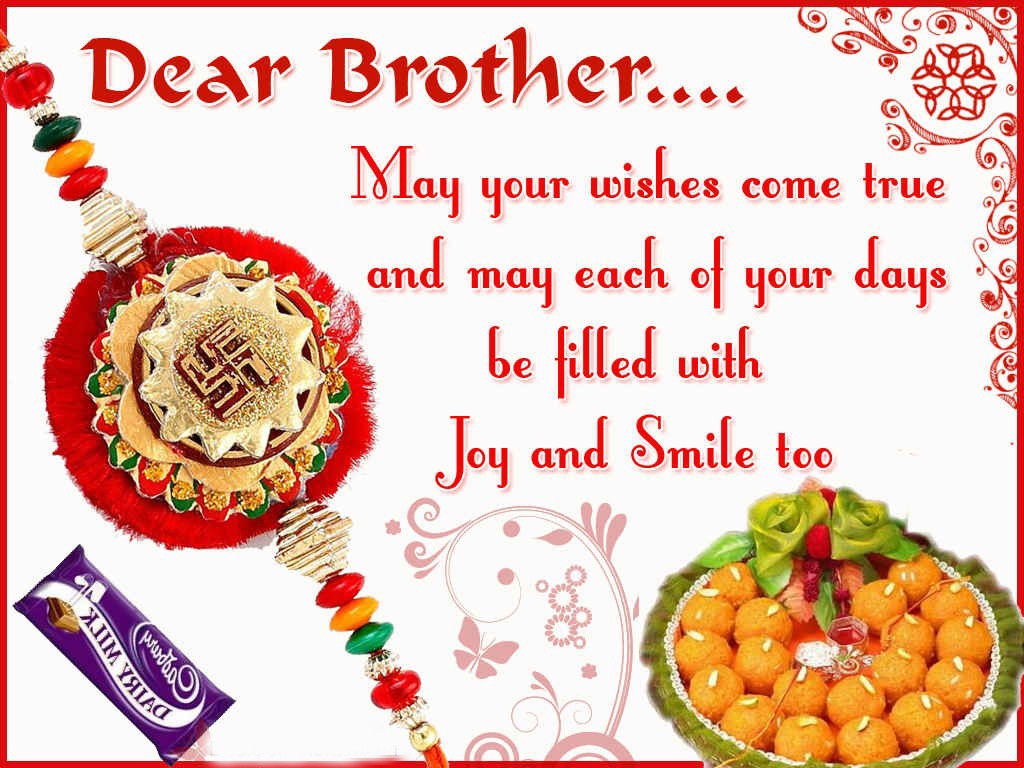 Dear Brother....
May your wishes come true
and may each of your days
be filled with
Joy and Smile too
Cadbury
DAIRY MILK